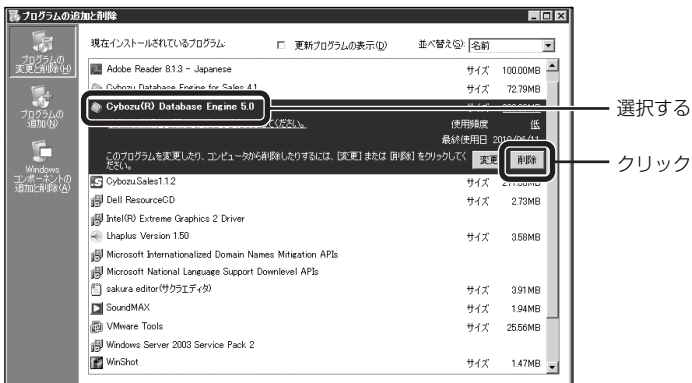 プログラムの追加と削除
現在インストールされているプログラム:
更新プログラムの表示(D)
並べ替え(S):
名前
プログラムの
変更と削除(H)
プログラムの
追加(N)
Windows
コンポーネントの
追加と削除(A)
Adobe Reader 8.1.3 - Japanese
サイズ 100.00MB
Cybozu Database Engine for Sales 4.1
サイズ 72.79MB
Cybozu(R) Database Engine 5.0
選択する
ください。
使用頻度 低
最終使用日 2010/06/11
このプログラムを変更したり、コンピュータから削除したりするには、[変更] または [削除] をクリックしてく
ださい。
変更
削除
クリック
CybozuSales1.1.2
サイズ
Dell ResourceCD
サイズ 2.73MB
Intel(R) Extreme Graphics 2 Driver
Lhaplus Version 1.50
サイズ 3.58MB
Microsoft Internationalized Domain Names Mitigation APIs
Microsoft National Language Support Downlevel APIs
sakura editor(サクラエディタ)
サイズ 3.91MB
SoundMAX
サイズ 1.94MB
VMware Tools
サイズ 25.56MB
Windows Server 2003 Service Pack 2
WinShot
サイズ 1.47MB